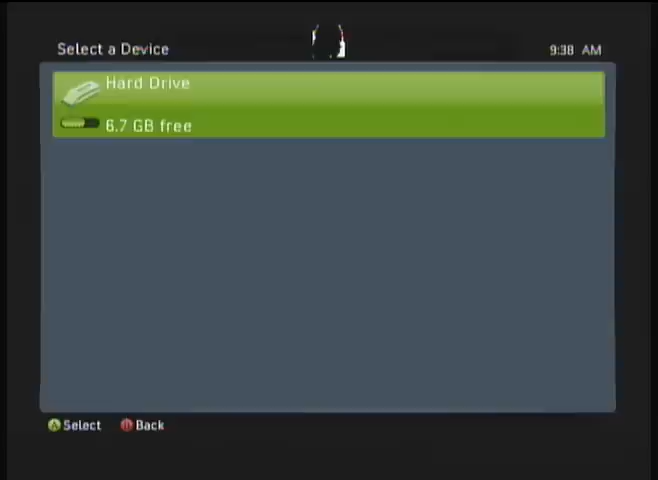 Select a Device
9:38 AM
Hard Drive
6.7 GB free
A Select B Back